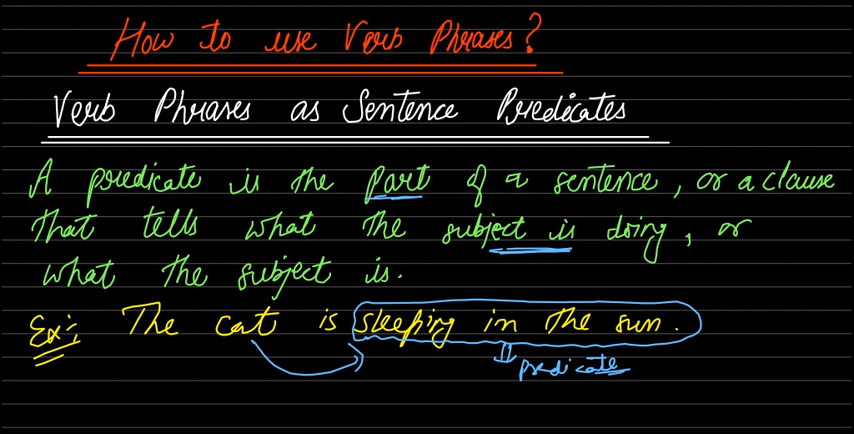 How to use Verb Phrases?
Verb Phrases as Sentence Predicates
A predicate is the part of a sentence, or a clause
that tells what the subject is doing, or
what the subject is.
Ex:, The cat is sleeping in the sun.
predicate